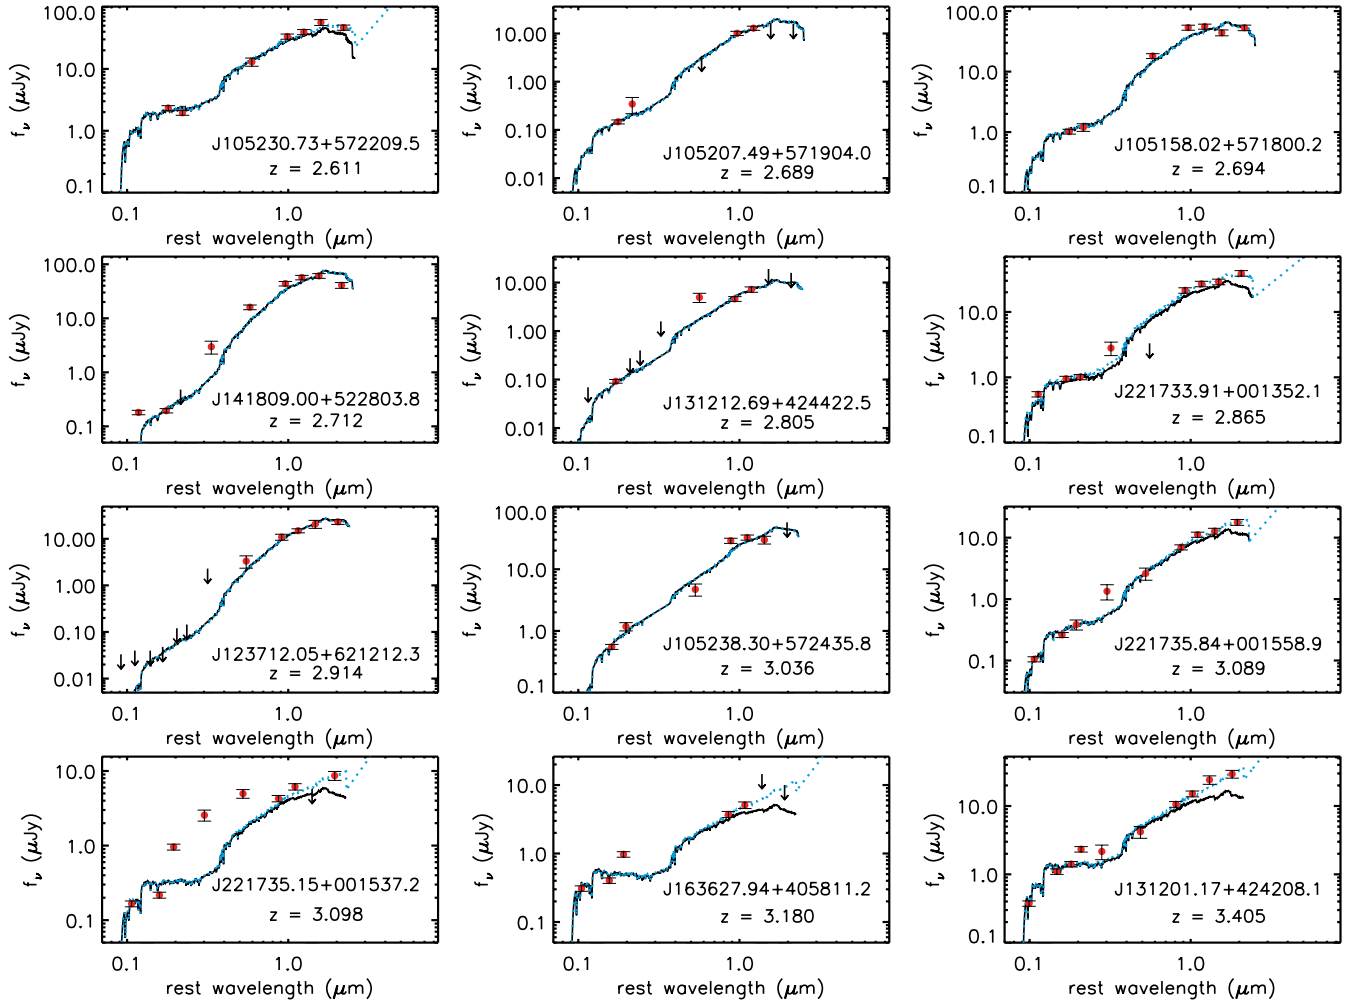 100.0
10.0
1.0
0.1
f_ν (μJy)
J105230.73+572209.5
z = 2.611
0.1 1.0
rest wavelength (μm)
10.00
1.00
0.10
0.01
f_ν (μJy)
J105207.49+571904.0
z = 2.689
0.1 1.0
rest wavelength (μm)
100.0
10.0
1.0
0.1
f_ν (μJy)
J105158.02+571800.2
z = 2.694
0.1 1.0
rest wavelength (μm)
100.0
10.0
1.0
0.1
f_ν (μJy)
J141809.00+522803.8
z = 2.712
0.1 1.0
rest wavelength (μm)
10.00
1.00
0.10
0.01
f_ν (μJy)
J131212.69+424422.5
z = 2.805
0.1 1.0
rest wavelength (μm)
10.0
1.0
0.1
f_ν (μJy)
J221733.91+001352.1
z = 2.865
0.1 1.0
rest wavelength (μm)
10.00
1.00
0.10
0.01
f_ν (μJy)
J123712.05+621212.3
z = 2.914
0.1 1.0
rest wavelength (μm)
100.0
10.0
1.0
0.1
f_ν (μJy)
J105238.30+572435.8
z = 3.036
0.1 1.0
rest wavelength (μm)
10.0
1.0
0.1
f_ν (μJy)
J221735.84+001558.9
z = 3.089
0.1 1.0
rest wavelength (μm)
10.0
1.0
0.1
f_ν (μJy)
J221735.15+001537.2
z = 3.098
0.1 1.0
rest wavelength (μm)
10.0
1.0
0.1
f_ν (μJy)
J163627.94+405811.2
z = 3.180
0.1 1.0
rest wavelength (μm)
10.0
1.0
0.1
f_ν (μJy)
J131201.17+424208.1
z = 3.405
0.1 1.0
rest wavelength (μm)